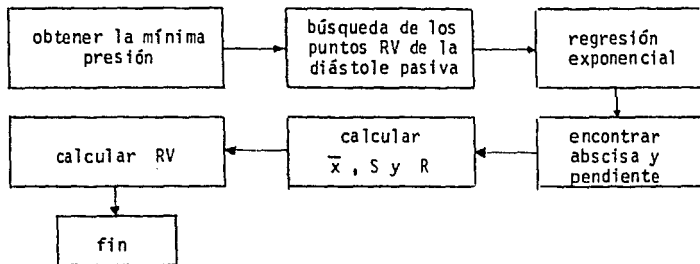 obtener la mínima
presión
búsqueda de los
puntos RV de la
diástole pasiva
regresión
exponencial
encontrar
abscisa y
pendiente
calcular
x̅ , S y R
calcular RV
fin